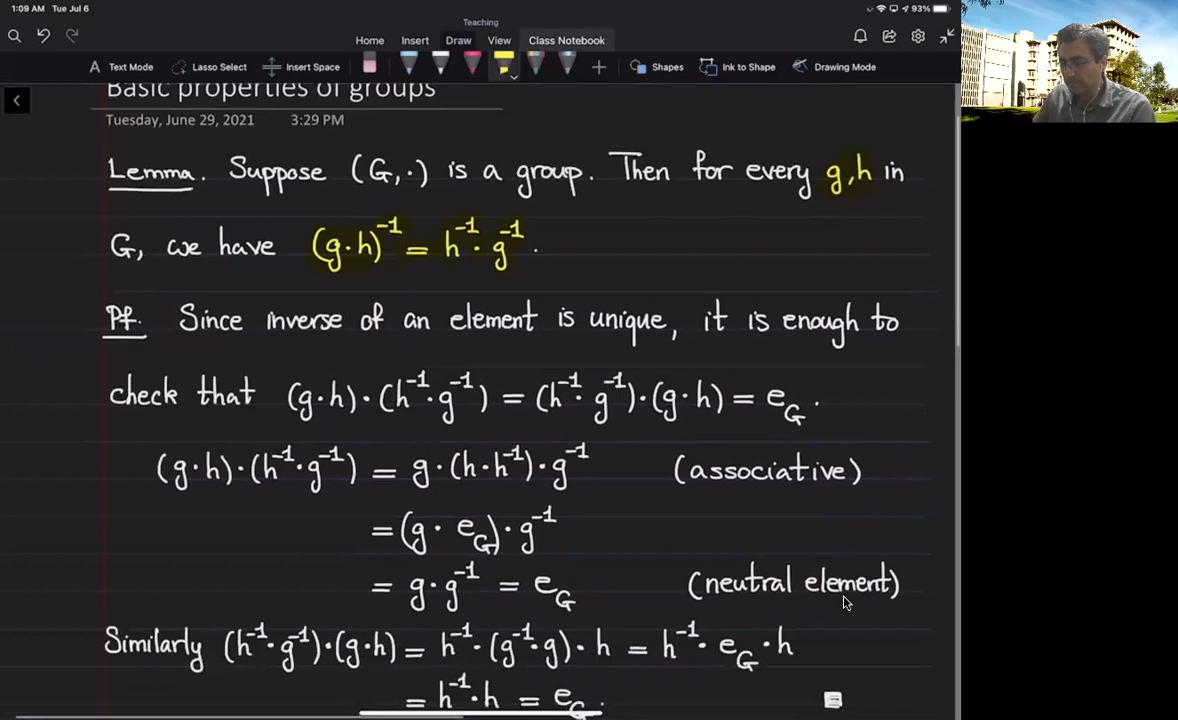 1:09 AM Tue Jul 6
93%
Teaching
Home Insert Draw View Class Notebook
Text Mode Lasso Select Insert Space Shapes Ink to Shape Drawing Mode
Basic properties of groups
Tuesday, June 29, 2021 3:29 PM
Lemma. Suppose (G,·) is a group. Then for every g,h in
G, we have (g·h)⁻¹ = h⁻¹·g⁻¹.
Pf. Since inverse of an element is unique, it is enough to
check that (g·h)·(h⁻¹·g⁻¹) = (h⁻¹·g⁻¹)·(g·h) = e_G.
(g·h)·(h⁻¹·g⁻¹) = g·(h·h⁻¹)·g⁻¹ (associative)
= (g·e_G)·g⁻¹
= g·g⁻¹ = e_G (neutral element)
Similarly (h⁻¹·g⁻¹)·(g·h) = h⁻¹·(g⁻¹·g)·h = h⁻¹·e_G·h
= h⁻¹·h = e_G.